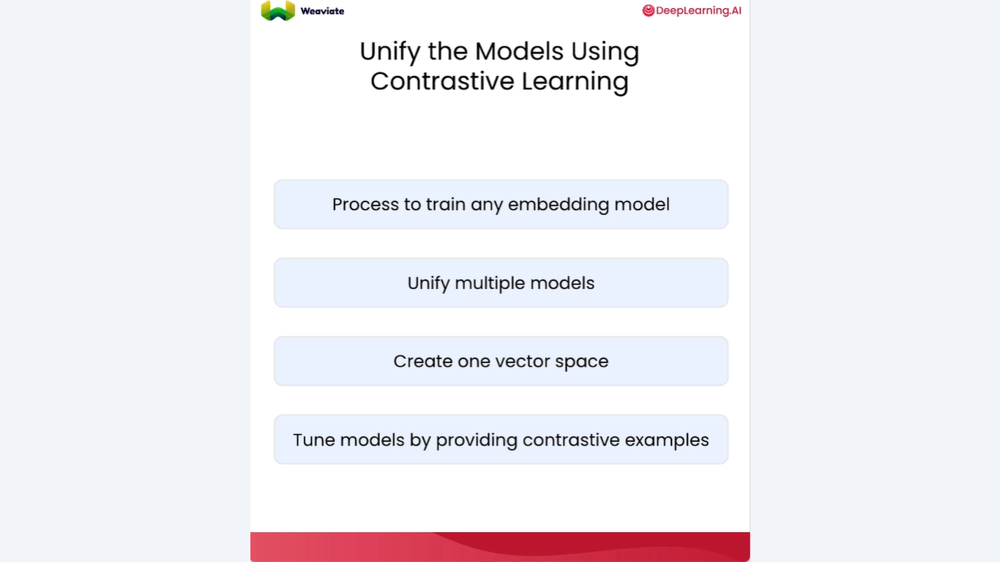 Weaviate
DeepLearning.AI
Unify the Models Using
Contrastive Learning
Process to train any embedding model
Unify multiple models
Create one vector space
Tune models by providing contrastive examples